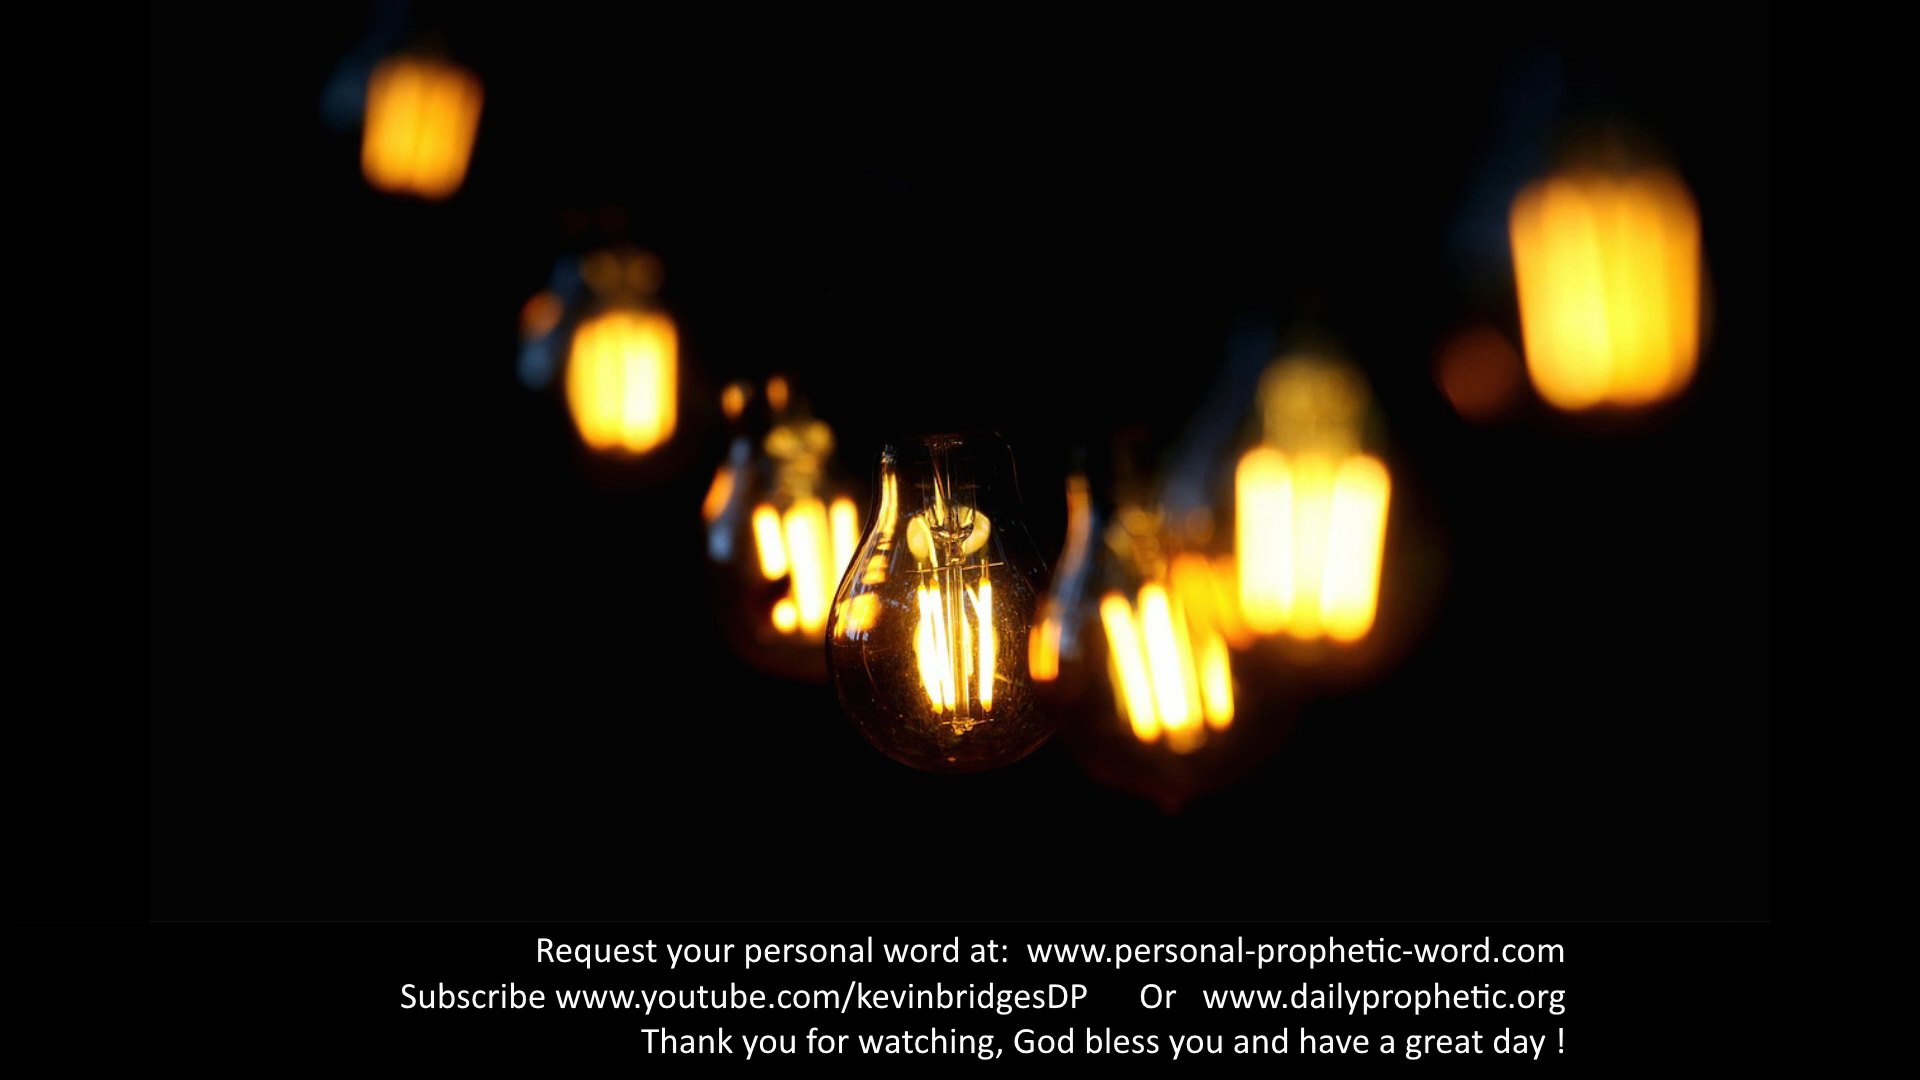 Request your personal word at:  www.personal-prophetic-word.com
Subscribe www.youtube.com/kevinbridgesDP    Or   www.dailyprophetic.org
Thank you for watching, God bless you and have a great day !